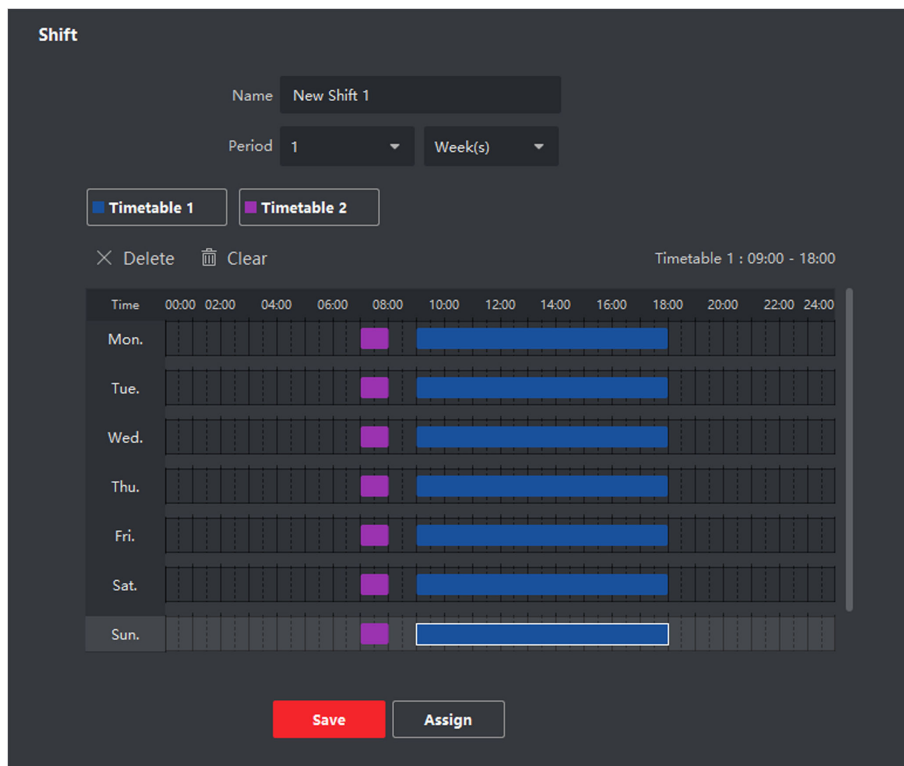 Shift
Name New Shift 1
Period 1 Week(s)
Timetable 1 Timetable 2
Delete Clear Timetable 1 : 09:00 - 18:00
Time 00:00 02:00 04:00 06:00 08:00 10:00 12:00 14:00 16:00 18:00 20:00 22:00 24:00
Mon.
Tue.
Wed.
Thu.
Fri.
Sat.
Sun.
Save Assign